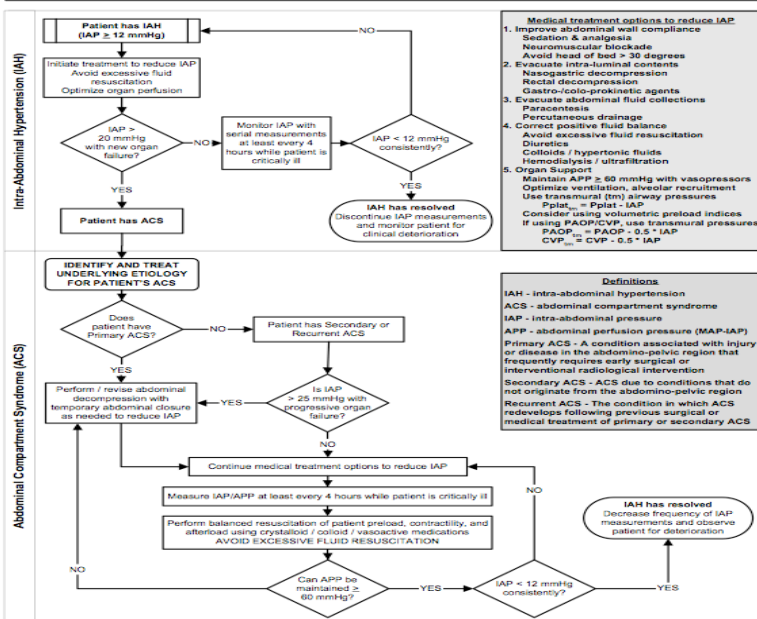 Intra-Abdominal Hypertension (IAH)
Patient has IAH
(IAP ≥ 12 mmHg)
NO
Initiate treatment to reduce IAP
Avoid excessive fluid
resuscitation
Optimize organ perfusion
IAP >
20 mmHg
with new organ
failure?
NO
Monitor IAP with
serial measurements
at least every 4
hours while patient is
critically ill
IAP < 12 mmHg
consistently?
YES
YES
Patient has ACS
IAH has resolved
Discontinue IAP measurements
and monitor patient for
clinical deterioration
Medical treatment options to reduce IAP
1. Improve abdominal wall compliance
Sedation & analgesia
Neuromuscular blockade
Avoid head of bed > 30 degrees
2. Evacuate intra-luminal contents
Nasogastric decompression
Rectal decompression
Gastro-/colo-prokinetic agents
3. Evacuate abdominal fluid collections
Paracentesis
Percutaneous drainage
4. Correct positive fluid balance
Avoid excessive fluid resuscitation
Diuretics
Colloids / hypertonic fluids
Hemodialysis / ultrafiltration
5. Organ Support
Maintain APP ≥ 60 mmHg with vasopressors
Optimize ventilation, alveolar recruitment
Use transmural (tm) airway pressures
Pplat tm = Pplat - IAP
Consider using volumetric preload indices
If using PAOP/CVP, use transmural pressures
PAOP tm = PAOP - 0.5 * IAP
CVP tm = CVP - 0.5 * IAP
Abdominal Compartment Syndrome (ACS)
IDENTIFY AND TREAT
UNDERLYING ETIOLOGY
FOR PATIENT'S ACS
Does
patient have
Primary ACS?
NO
Patient has Secondary or
Recurrent ACS
YES
Perform / revise abdominal
decompression with
temporary abdominal closure
as needed to reduce IAP
YES
Is IAP
> 25 mmHg with
progressive organ
failure?
NO
Continue medical treatment options to reduce IAP
Measure IAP/APP at least every 4 hours while patient is critically ill
Perform balanced resuscitation of patient preload, contractility, and
afterload using crystalloid / colloid / vasoactive medications
AVOID EXCESSIVE FLUID RESUSCITATION
NO
Can APP be
maintained ≥
60 mmHg?
YES
IAP < 12 mmHg
consistently?
NO
YES
IAH has resolved
Decrease frequency of IAP
measurements and observe
patient for deterioration
Definitions
IAH - intra-abdominal hypertension
ACS - abdominal compartment syndrome
IAP - intra-abdominal pressure
APP - abdominal perfusion pressure (MAP-IAP)
Primary ACS - A condition associated with injury
or disease in the abdomino-pelvic region that
frequently requires early surgical or
interventional radiological intervention
Secondary ACS - ACS due to conditions that do
not originate from the abdomino-pelvic region
Recurrent ACS - The condition in which ACS
redevelops following previous surgical or
medical treatment of primary or secondary ACS